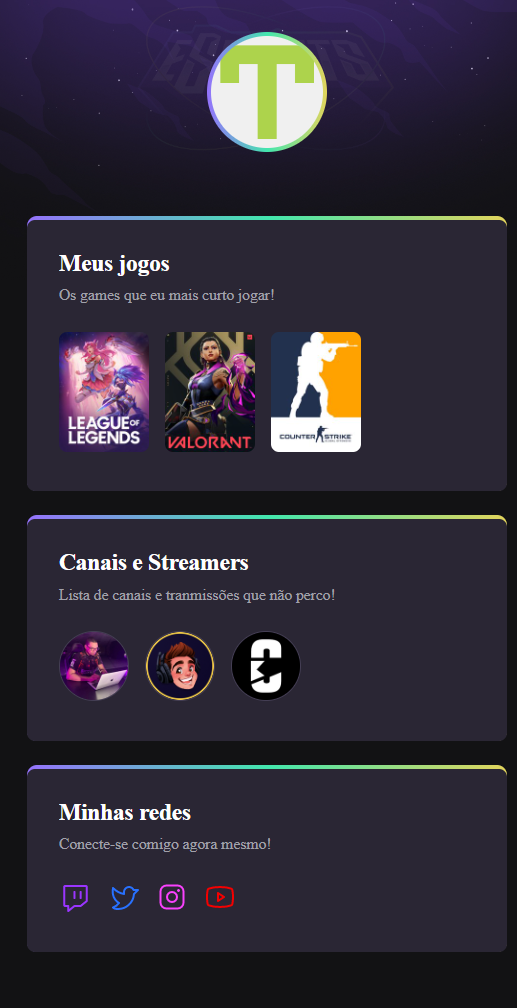 ESPORTS
T
Meus jogos
Os games que eu mais curto jogar!
LEAGUE OF
LEGENDS
VALORANT
COUNTER STRIKE
Canais e Streamers
Lista de canais e tranmissões que não perco!
Minhas redes
Conecte-se comigo agora mesmo!